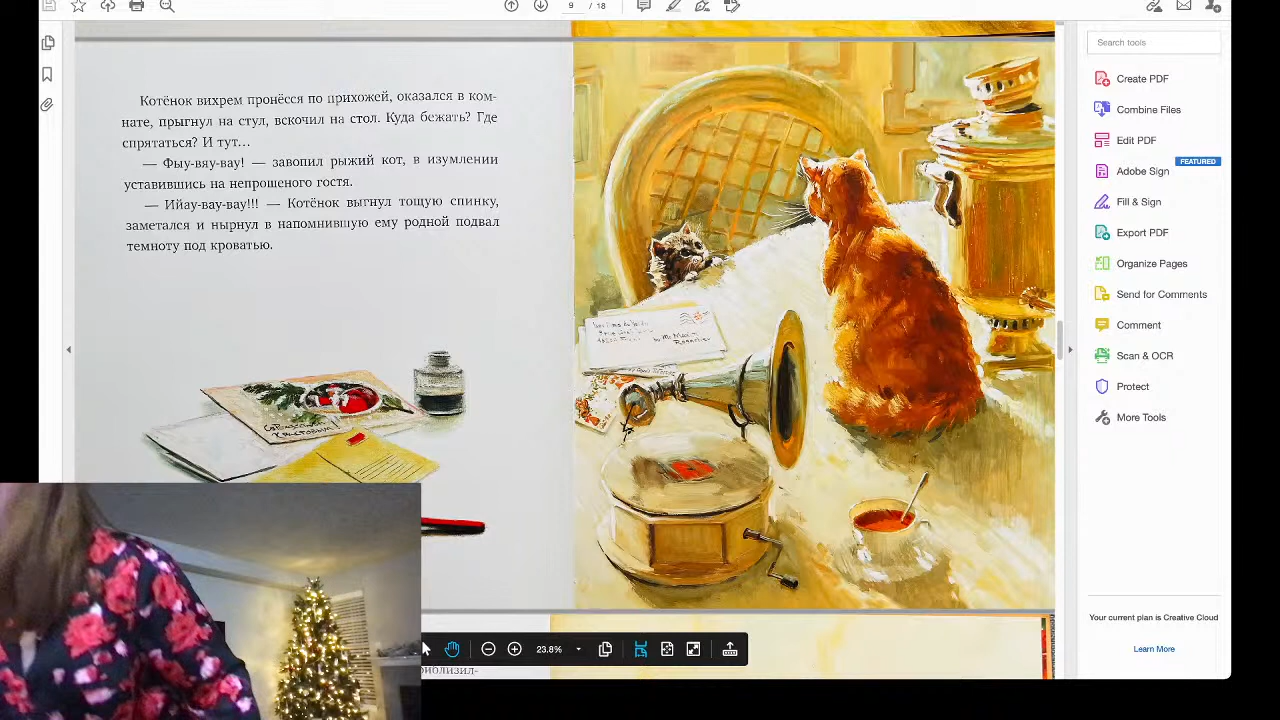 9 / 18
Котёнок вихрем пронёсся по прихожей, оказался в ком-
нате, прыгнул на стул, вскочил на стол. Куда бежать? Где
спрятаться? И тут...
— Фыу-вяу-вау! — завопил рыжий кот, в изумлении
уставившись на непрошеного гостя.
— Ийау-вау-вау!!! — Котёнок выгнул тощую спинку,
заметался и нырнул в напомнившую ему родной подвал
темноту под кроватью.
23.8%
Search tools
Create PDF
Combine Files
Edit PDF
FEATURED
Adobe Sign
Fill & Sign
Export PDF
Organize Pages
Send for Comments
Comment
Scan & OCR
Protect
More Tools
Your current plan is Creative Cloud
Learn More